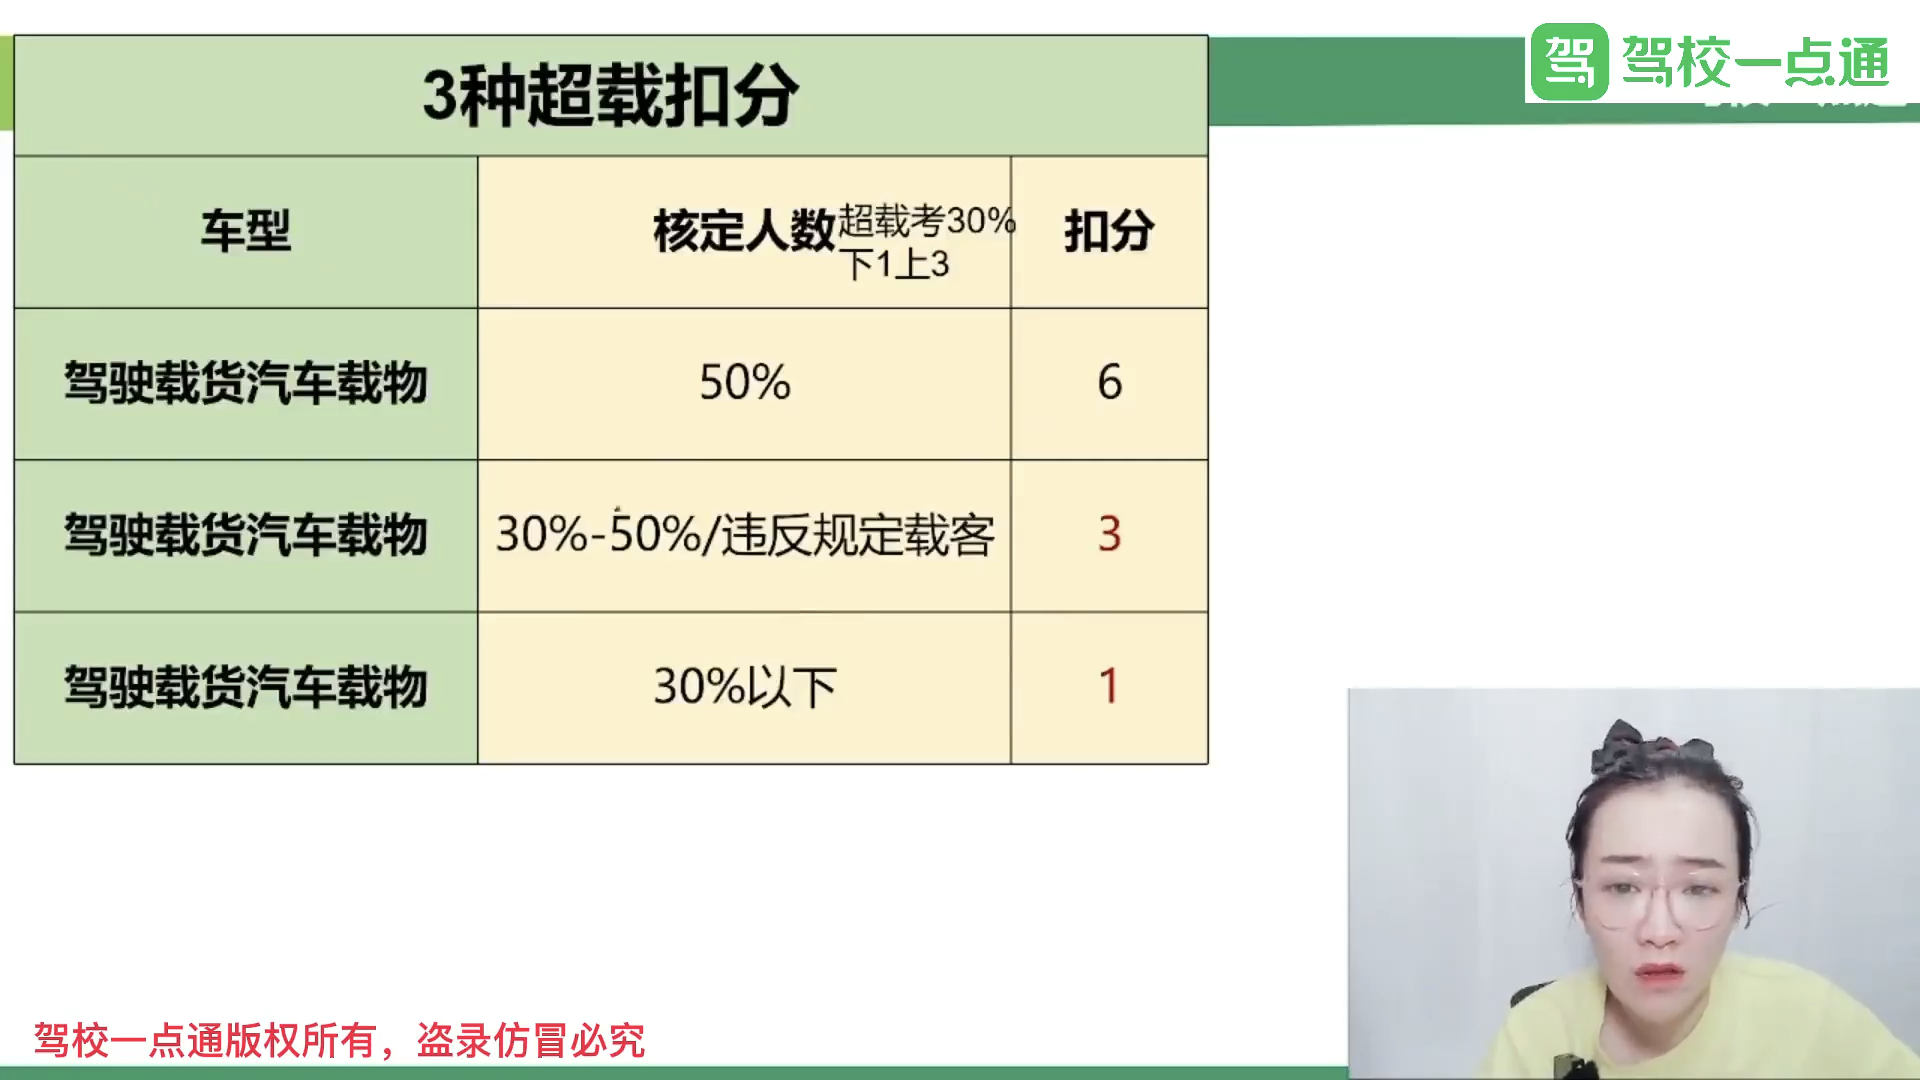 驾 驾校一点通
3种超载扣分
车型 核定人数 超载考30% 扣分
下1上3
驾驶载货汽车载物 50% 6
驾驶载货汽车载物 30%-50%/违反规定载客 3
驾驶载货汽车载物 30%以下 1
驾校一点通版权所有，盗录仿冒必究